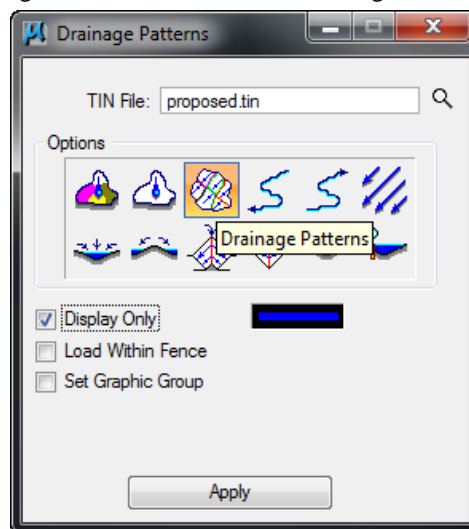 Drainage Patterns
TIN File: proposed.tin
Options
Drainage Patterns
Display Only
Load Within Fence
Set Graphic Group
Apply